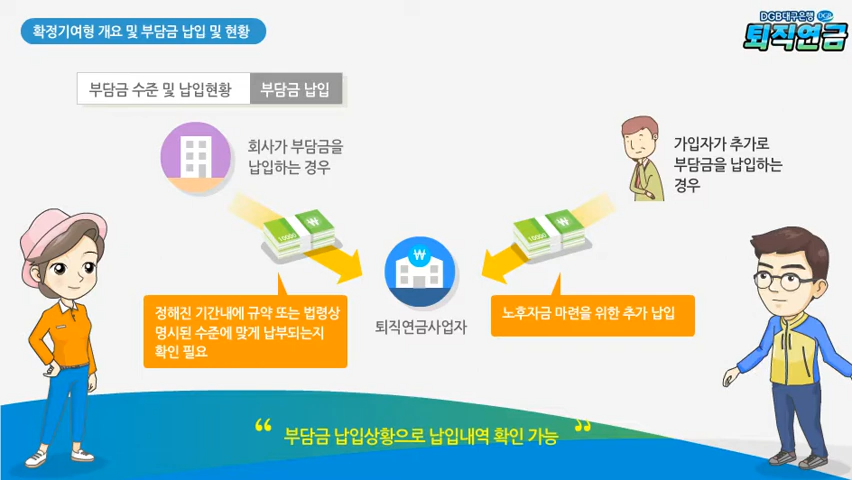 확정기여형 개요 및 부담금 납입 및 현황
DGB대구은행 DGB
퇴직연금
부담금 수준 및 납입현황 부담금 납입
회사가 부담금을
납입하는 경우
가입자가 추가로
부담금을 납입하는
경우
10000 ₩
10000 ₩
₩
정해진 기간내에 규약 또는 법령상
명시된 수준에 맞게 납부되는지
확인 필요
퇴직연금사업자
노후자금 마련을 위한 추가 납입
“ 부담금 납입상황으로 납입내역 확인 가능 ”